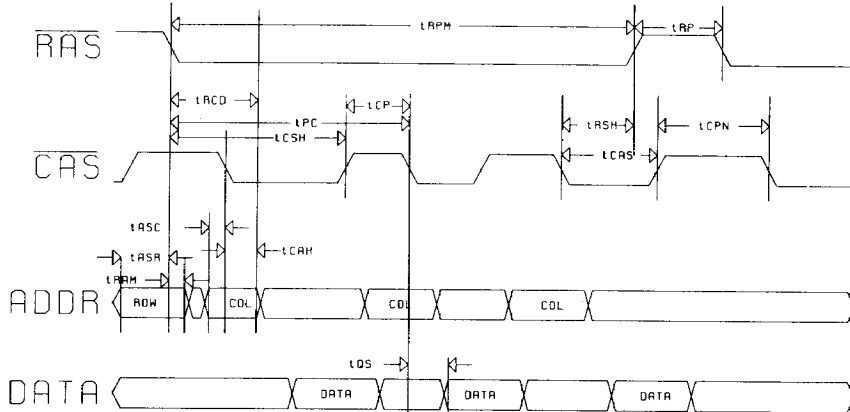 tRPM
tRP
RAS
tRCD
tCP
tPC
tRSH
tCPN
tCSH
tCAS
CAS
tASC
tCAH
tASR
tRAM
ADDR
ROW
COL
COL
COL
tDS
DATA
DATA
DATA
DATA